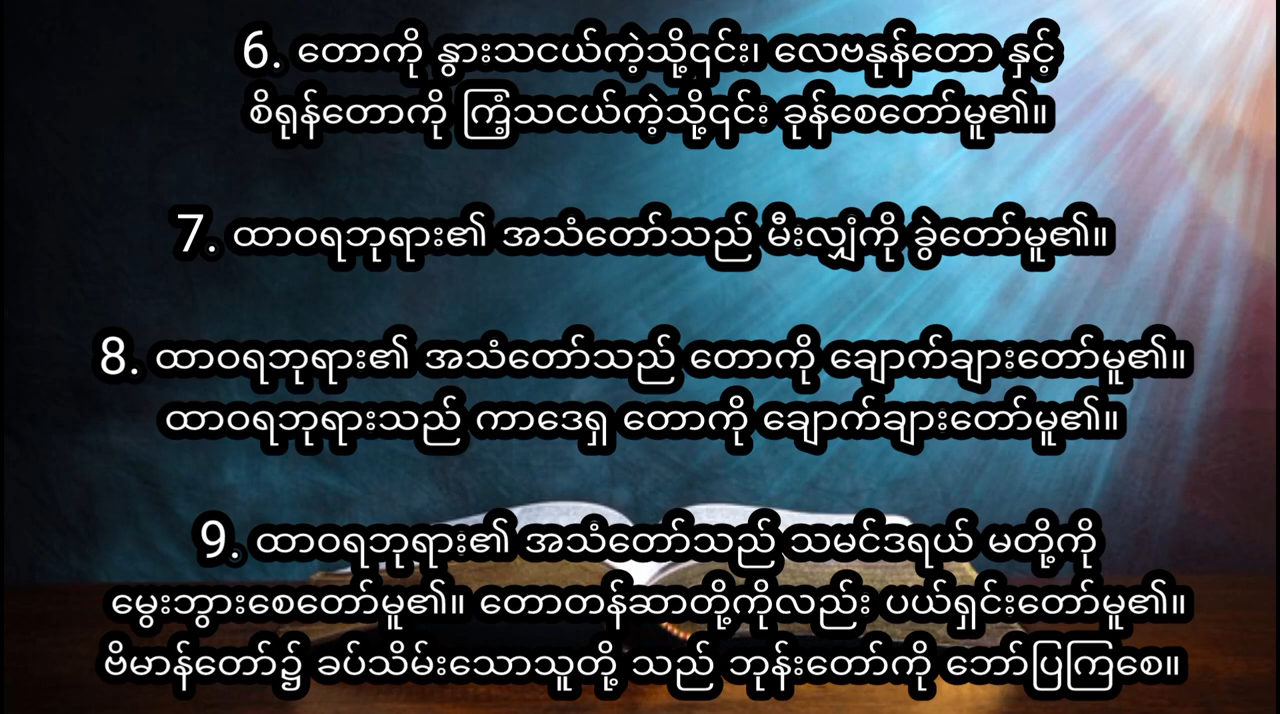 6. တောကို နွားသငယ်ကဲ့သို့၎င်း၊ လေဗနုန်တော နှင့်
စိရုန်တောကို ကြံ့သငယ်ကဲ့သို့၎င်း ခုန်စေတော်မူ၏။
7. ထာဝရဘုရား၏ အသံတော်သည် မီးလျှံကို ခွဲတော်မူ၏။
8. ထာဝရဘုရား၏ အသံတော်သည် တောကို ချောက်ချားတော်မူ၏။
ထာဝရဘုရားသည် ကာဒေရှ တောကို ချောက်ချားတော်မူ၏။
9. ထာဝရဘုရား၏ အသံတော်သည် သမင်ဒရယ် မတို့ကို
မွေးဘွားစေတော်မူ၏။ တောတန်ဆာတို့ကိုလည်း ပယ်ရှင်းတော်မူ၏။
ဗိမာန်တော်၌ ခပ်သိမ်းသောသူတို့ သည် ဘုန်းတော်ကို ဘော်ပြကြစေ။